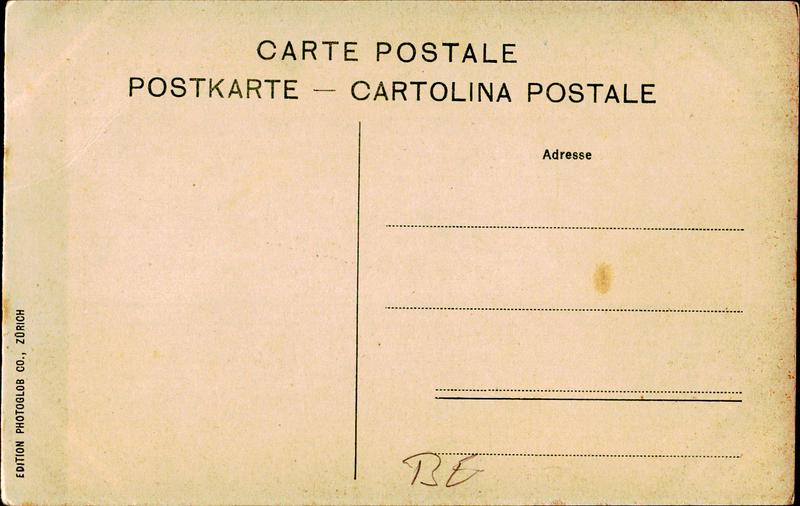 CARTE POSTALE
POSTKARTE — CARTOLINA POSTALE
Adresse
EDITION PHOTOGLOB CO., ZÜRICH
BE